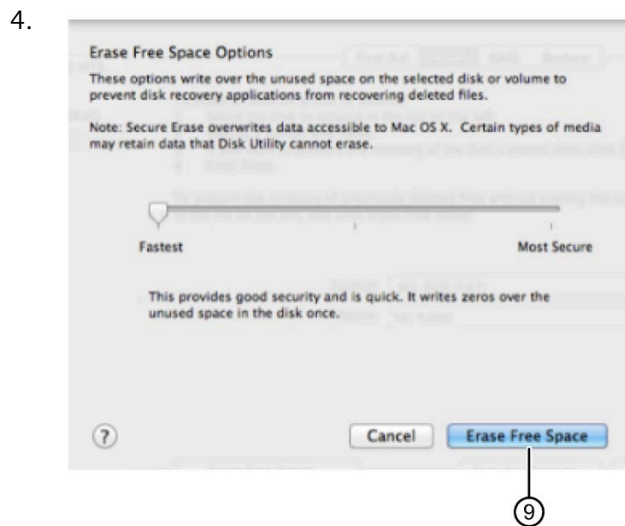 4.
Erase Free Space Options
These options write over the unused space on the selected disk or volume to
prevent disk recovery applications from recovering deleted files.
Note: Secure Erase overwrites data accessible to Mac OS X. Certain types of media
may retain data that Disk Utility cannot erase.
Fastest
Most Secure
This provides good security and is quick. It writes zeros over the
unused space in the disk once.
?
Cancel
Erase Free Space
9